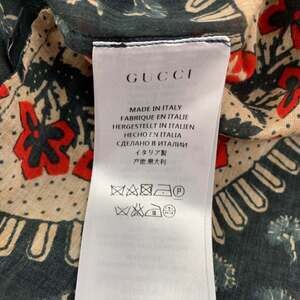 GUCCI
MADE IN ITALY
FABRIQUE EN ITALIE
HERGESTELLT IN ITALIEN
HECHO EN ITALIA
СДЕЛАНО В ИТАЛИИ
イタリア製
产地:意大利